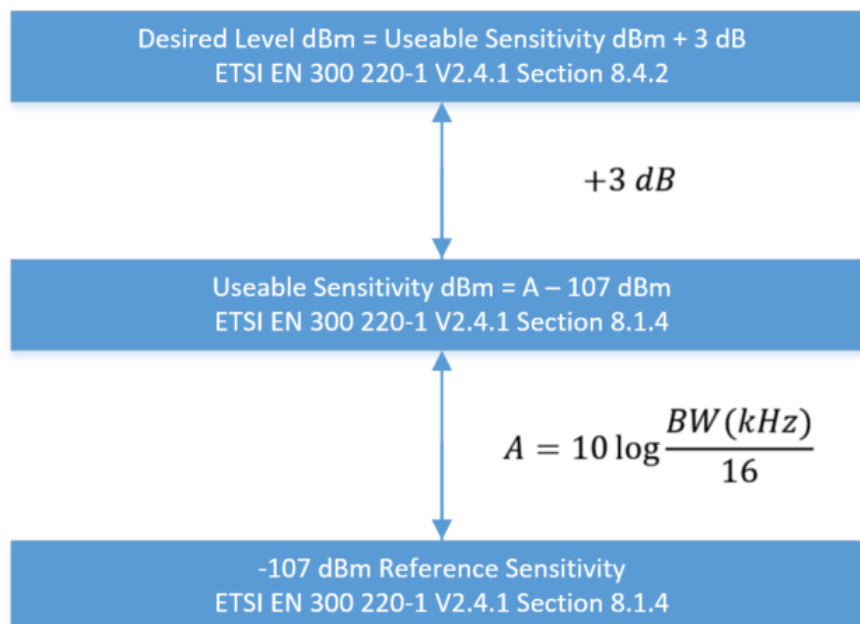 Desired Level dBm = Useable Sensitivity dBm + 3 dB
ETSI EN 300 220-1 V2.4.1 Section 8.4.2
+3 dB
Useable Sensitivity dBm = A – 107 dBm
ETSI EN 300 220-1 V2.4.1 Section 8.1.4
A = 10 log BW(kHz)/16
-107 dBm Reference Sensitivity
ETSI EN 300 220-1 V2.4.1 Section 8.1.4